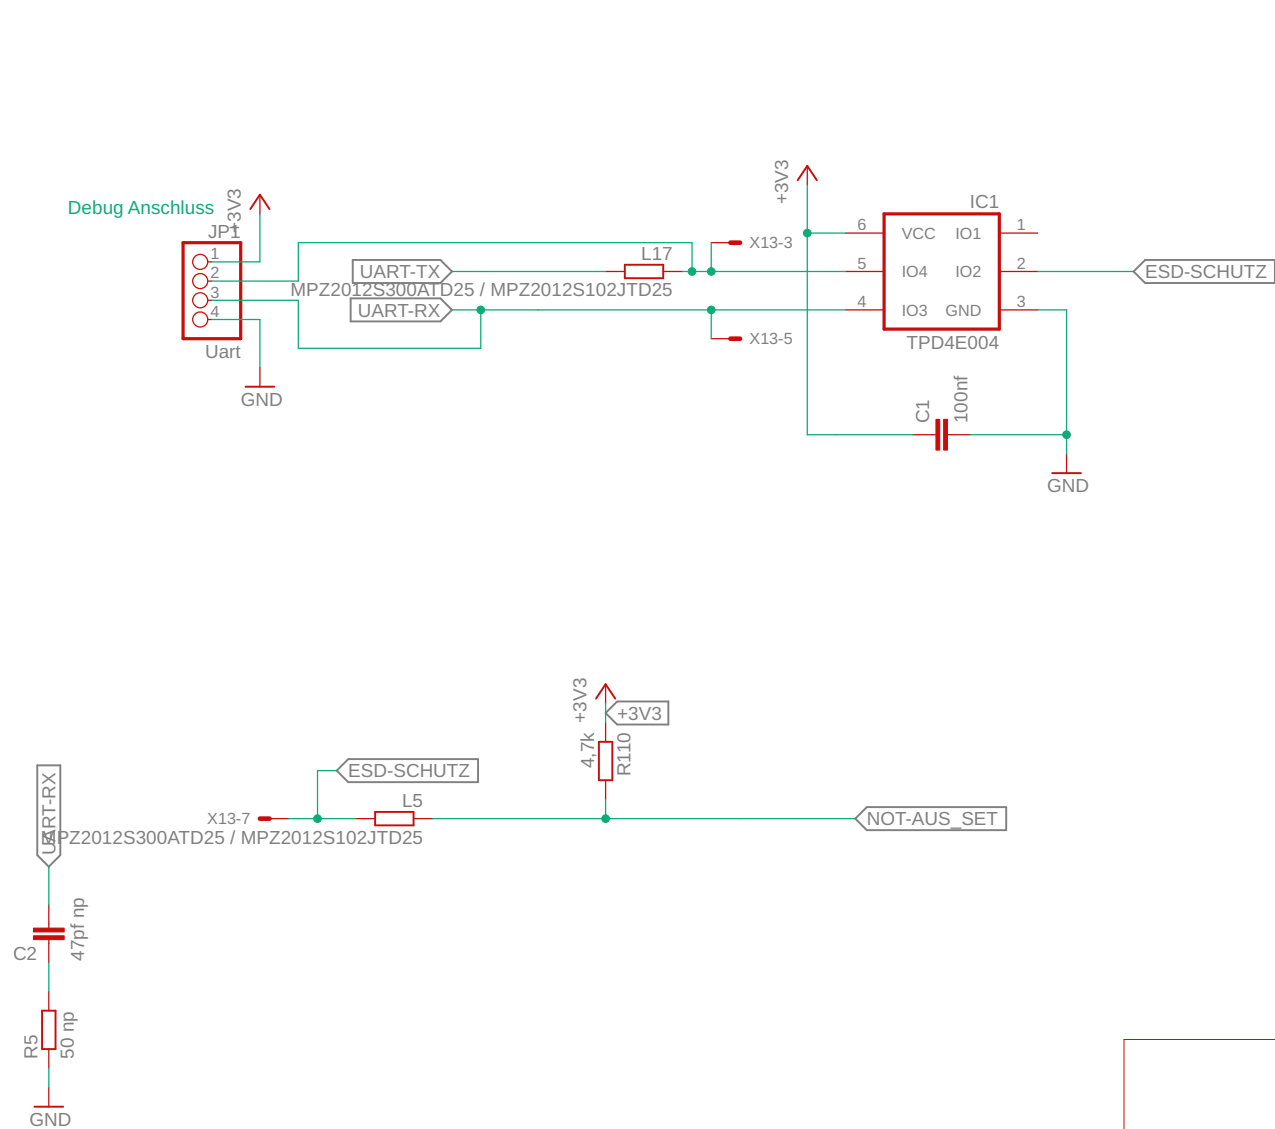 Debug Anschluss
+3V3
JP1
1
2
3
4
Uart
GND
UART-TX
L17
X13-3
MPZ2012S300ATD25 / MPZ2012S102JTD25
UART-RX
X13-5
+3V3
IC1
6
VCC
IO1
1
5
IO4
IO2
2
ESD-SCHUTZ
4
IO3
GND
3
TPD4E004
C1
100nf
GND
+3V3
+3V3
4,7k
R110
ESD-SCHUTZ
X13-7
L5
NOT-AUS_SET
MPZ2012S300ATD25 / MPZ2012S102JTD25
UART-RX
C2
47pf np
R5
50 np
GND